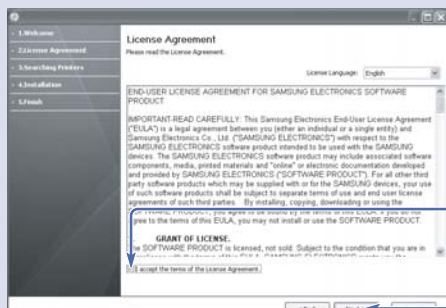 1.Welcome
2.License Agreement
3.Searching Printers
4.Installation
5.Finish
License Agreement
Please read the License Agreement.
License Language: English
END-USER LICENSE AGREEMENT FOR SAMSUNG ELECTRONICS SOFTWARE
PRODUCT
IMPORTANT-READ CAREFULLY: This Samsung Electronics End-User License Agreement
("EULA") is a legal agreement between you (either an individual or a single entity) and
Samsung Electronics Co., Ltd. ("SAMSUNG ELECTRONICS") with respect to the
SAMSUNG ELECTRONICS software product intended to be used with the SAMSUNG
devices. The SAMSUNG ELECTRONICS software product may include associated software
components, media, printed materials and "online" or electronic documentation developed
and provided by SAMSUNG ELECTRONICS ("SOFTWARE PRODUCT"). For all other third
party software products which may be supplied with or for the SAMSUNG devices, your use
of such software products shall be subject to separate terms of use and end user license
agreements of such third parties. By installing, copying, downloading or using the
SOFTWARE PRODUCT, you agree to be bound by the terms of this EULA. If you do not
agree to the terms of this EULA, you may not install or use the SOFTWARE PRODUCT.
GRANT OF LICENSE.
The SOFTWARE PRODUCT is licensed, not sold. Subject to the condition that you are in
I accept the terms of the License Agreement